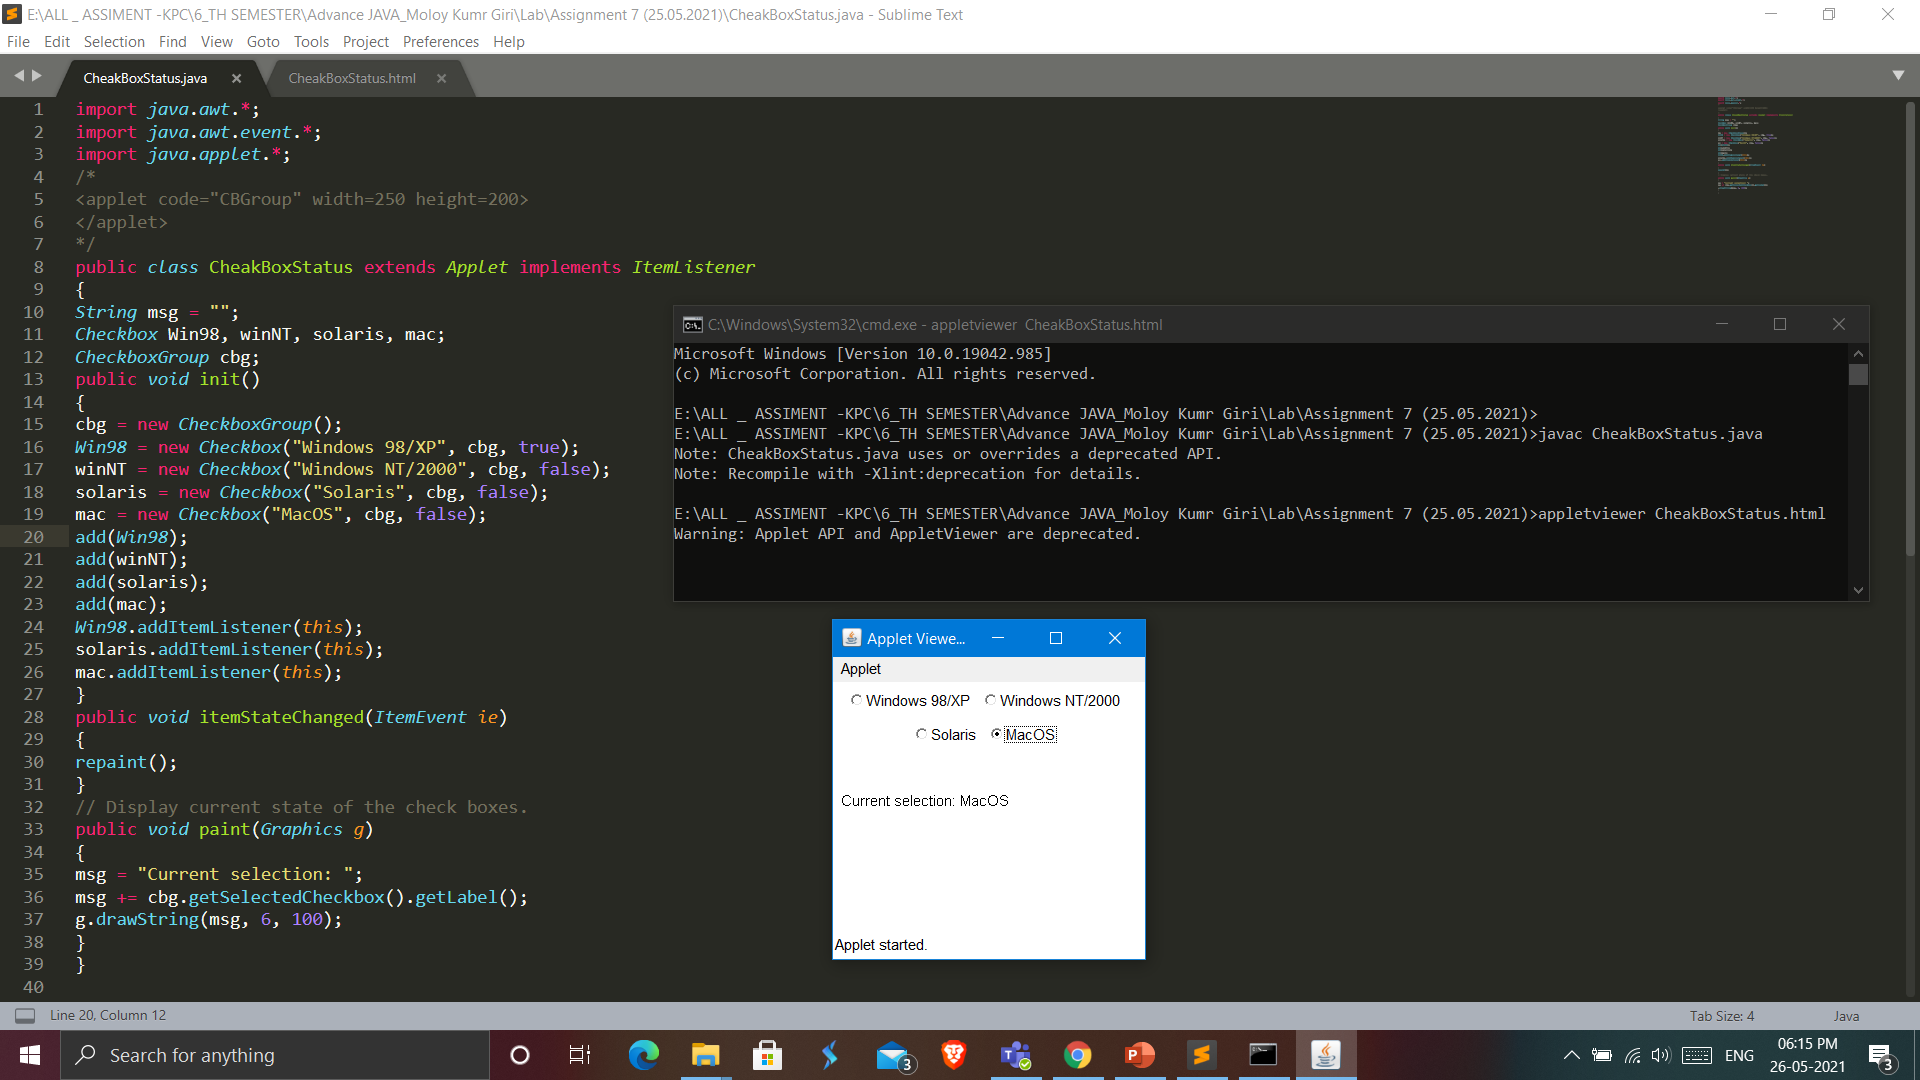 E:\ALL _ ASSIMENT -KPC\6_TH SEMESTER\Advance JAVA_Moloy Kumr Giri\Lab\Assignment 7 (25.05.2021)\CheakBoxStatus.java - Sublime Text
File Edit Selection Find View Goto Tools Project Preferences Help
CheakBoxStatus.java CheakBoxStatus.html
1 import java.awt.*;
2 import java.awt.event.*;
3 import java.applet.*;
4 /*
5 <applet code="CBGroup" width=250 height=200>
6 </applet>
7 */
8 public class CheakBoxStatus extends Applet implements ItemListener
9 {
10 String msg = "";
11 Checkbox Win98, winNT, solaris, mac;
12 CheckboxGroup cbg;
13 public void init()
14 {
15 cbg = new CheckboxGroup();
16 Win98 = new Checkbox("Windows 98/XP", cbg, true);
17 winNT = new Checkbox("Windows NT/2000", cbg, false);
18 solaris = new Checkbox("Solaris", cbg, false);
19 mac = new Checkbox("MacOS", cbg, false);
20 add(Win98);
21 add(winNT);
22 add(solaris);
23 add(mac);
24 Win98.addItemListener(this);
25 solaris.addItemListener(this);
26 mac.addItemListener(this);
27 }
28 public void itemStateChanged(ItemEvent ie)
29 {
30 repaint();
31 }
32 // Display current state of the check boxes.
33 public void paint(Graphics g)
34 {
35 msg = "Current selection: ";
36 msg += cbg.getSelectedCheckbox().getLabel();
37 g.drawString(msg, 6, 100);
38 }
39 }
40
C:\Windows\System32\cmd.exe - appletviewer CheakBoxStatus.html
Microsoft Windows [Version 10.0.19042.985]
(c) Microsoft Corporation. All rights reserved.
E:\ALL _ ASSIMENT -KPC\6_TH SEMESTER\Advance JAVA_Moloy Kumr Giri\Lab\Assignment 7 (25.05.2021)>
E:\ALL _ ASSIMENT -KPC\6_TH SEMESTER\Advance JAVA_Moloy Kumr Giri\Lab\Assignment 7 (25.05.2021)>javac CheakBoxStatus.java
Note: CheakBoxStatus.java uses or overrides a deprecated API.
Note: Recompile with -Xlint:deprecation for details.
E:\ALL _ ASSIMENT -KPC\6_TH SEMESTER\Advance JAVA_Moloy Kumr Giri\Lab\Assignment 7 (25.05.2021)>appletviewer CheakBoxStatus.html
Warning: Applet API and AppletViewer are deprecated.
Applet Viewe...
Applet
Windows 98/XP Windows NT/2000
Solaris MacOS
Current selection: MacOS
Applet started.
Line 20, Column 12 Tab Size: 4 Java
Search for anything
3
ENG
06:15 PM
26-05-2021
3